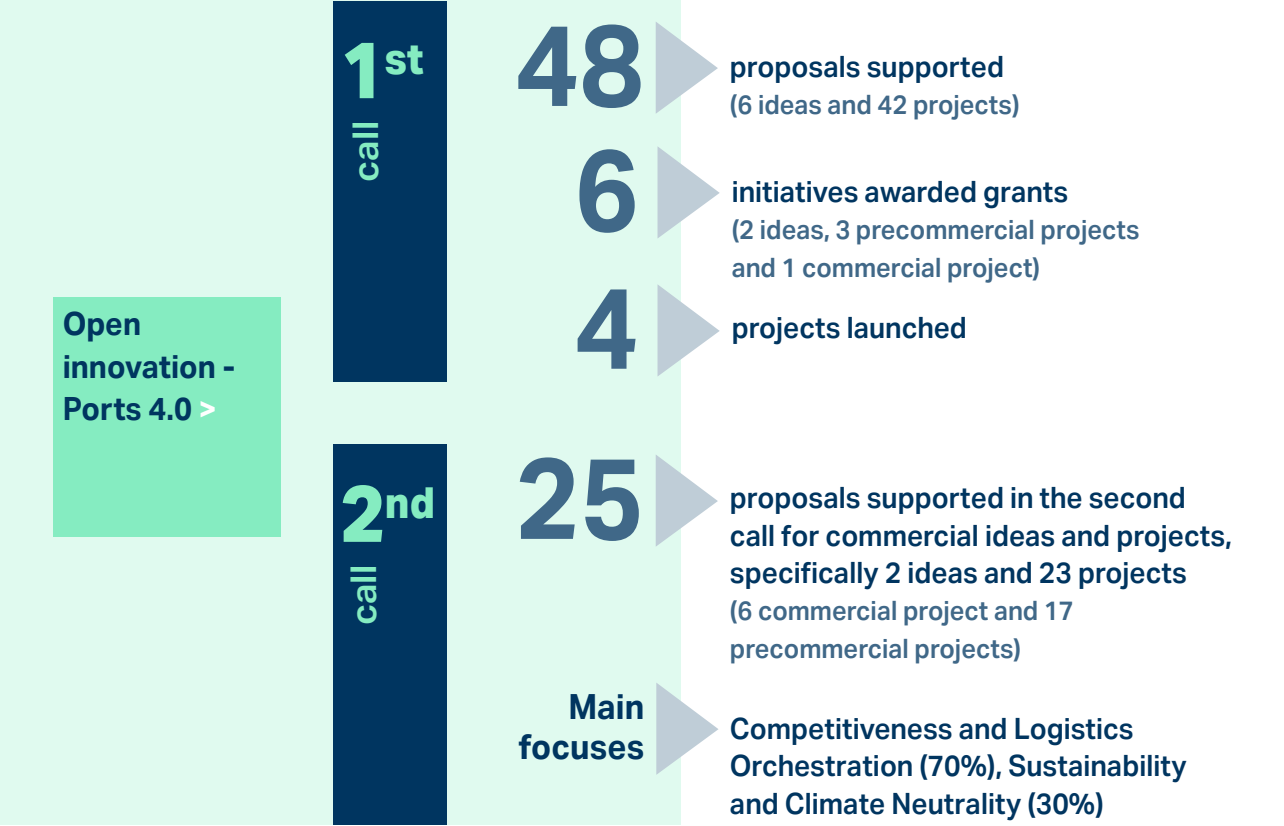 Open
innovation -
Ports 4.0 >
1st
call
48
proposals supported
(6 ideas and 42 projects)
6
initiatives awarded grants
(2 ideas, 3 precommercial projects
and 1 commercial project)
4
projects launched
2nd
call
25
proposals supported in the second
call for commercial ideas and projects,
specifically 2 ideas and 23 projects
(6 commercial project and 17
precommercial projects)
Main
focuses
Competitiveness and Logistics
Orchestration (70%), Sustainability
and Climate Neutrality (30%)